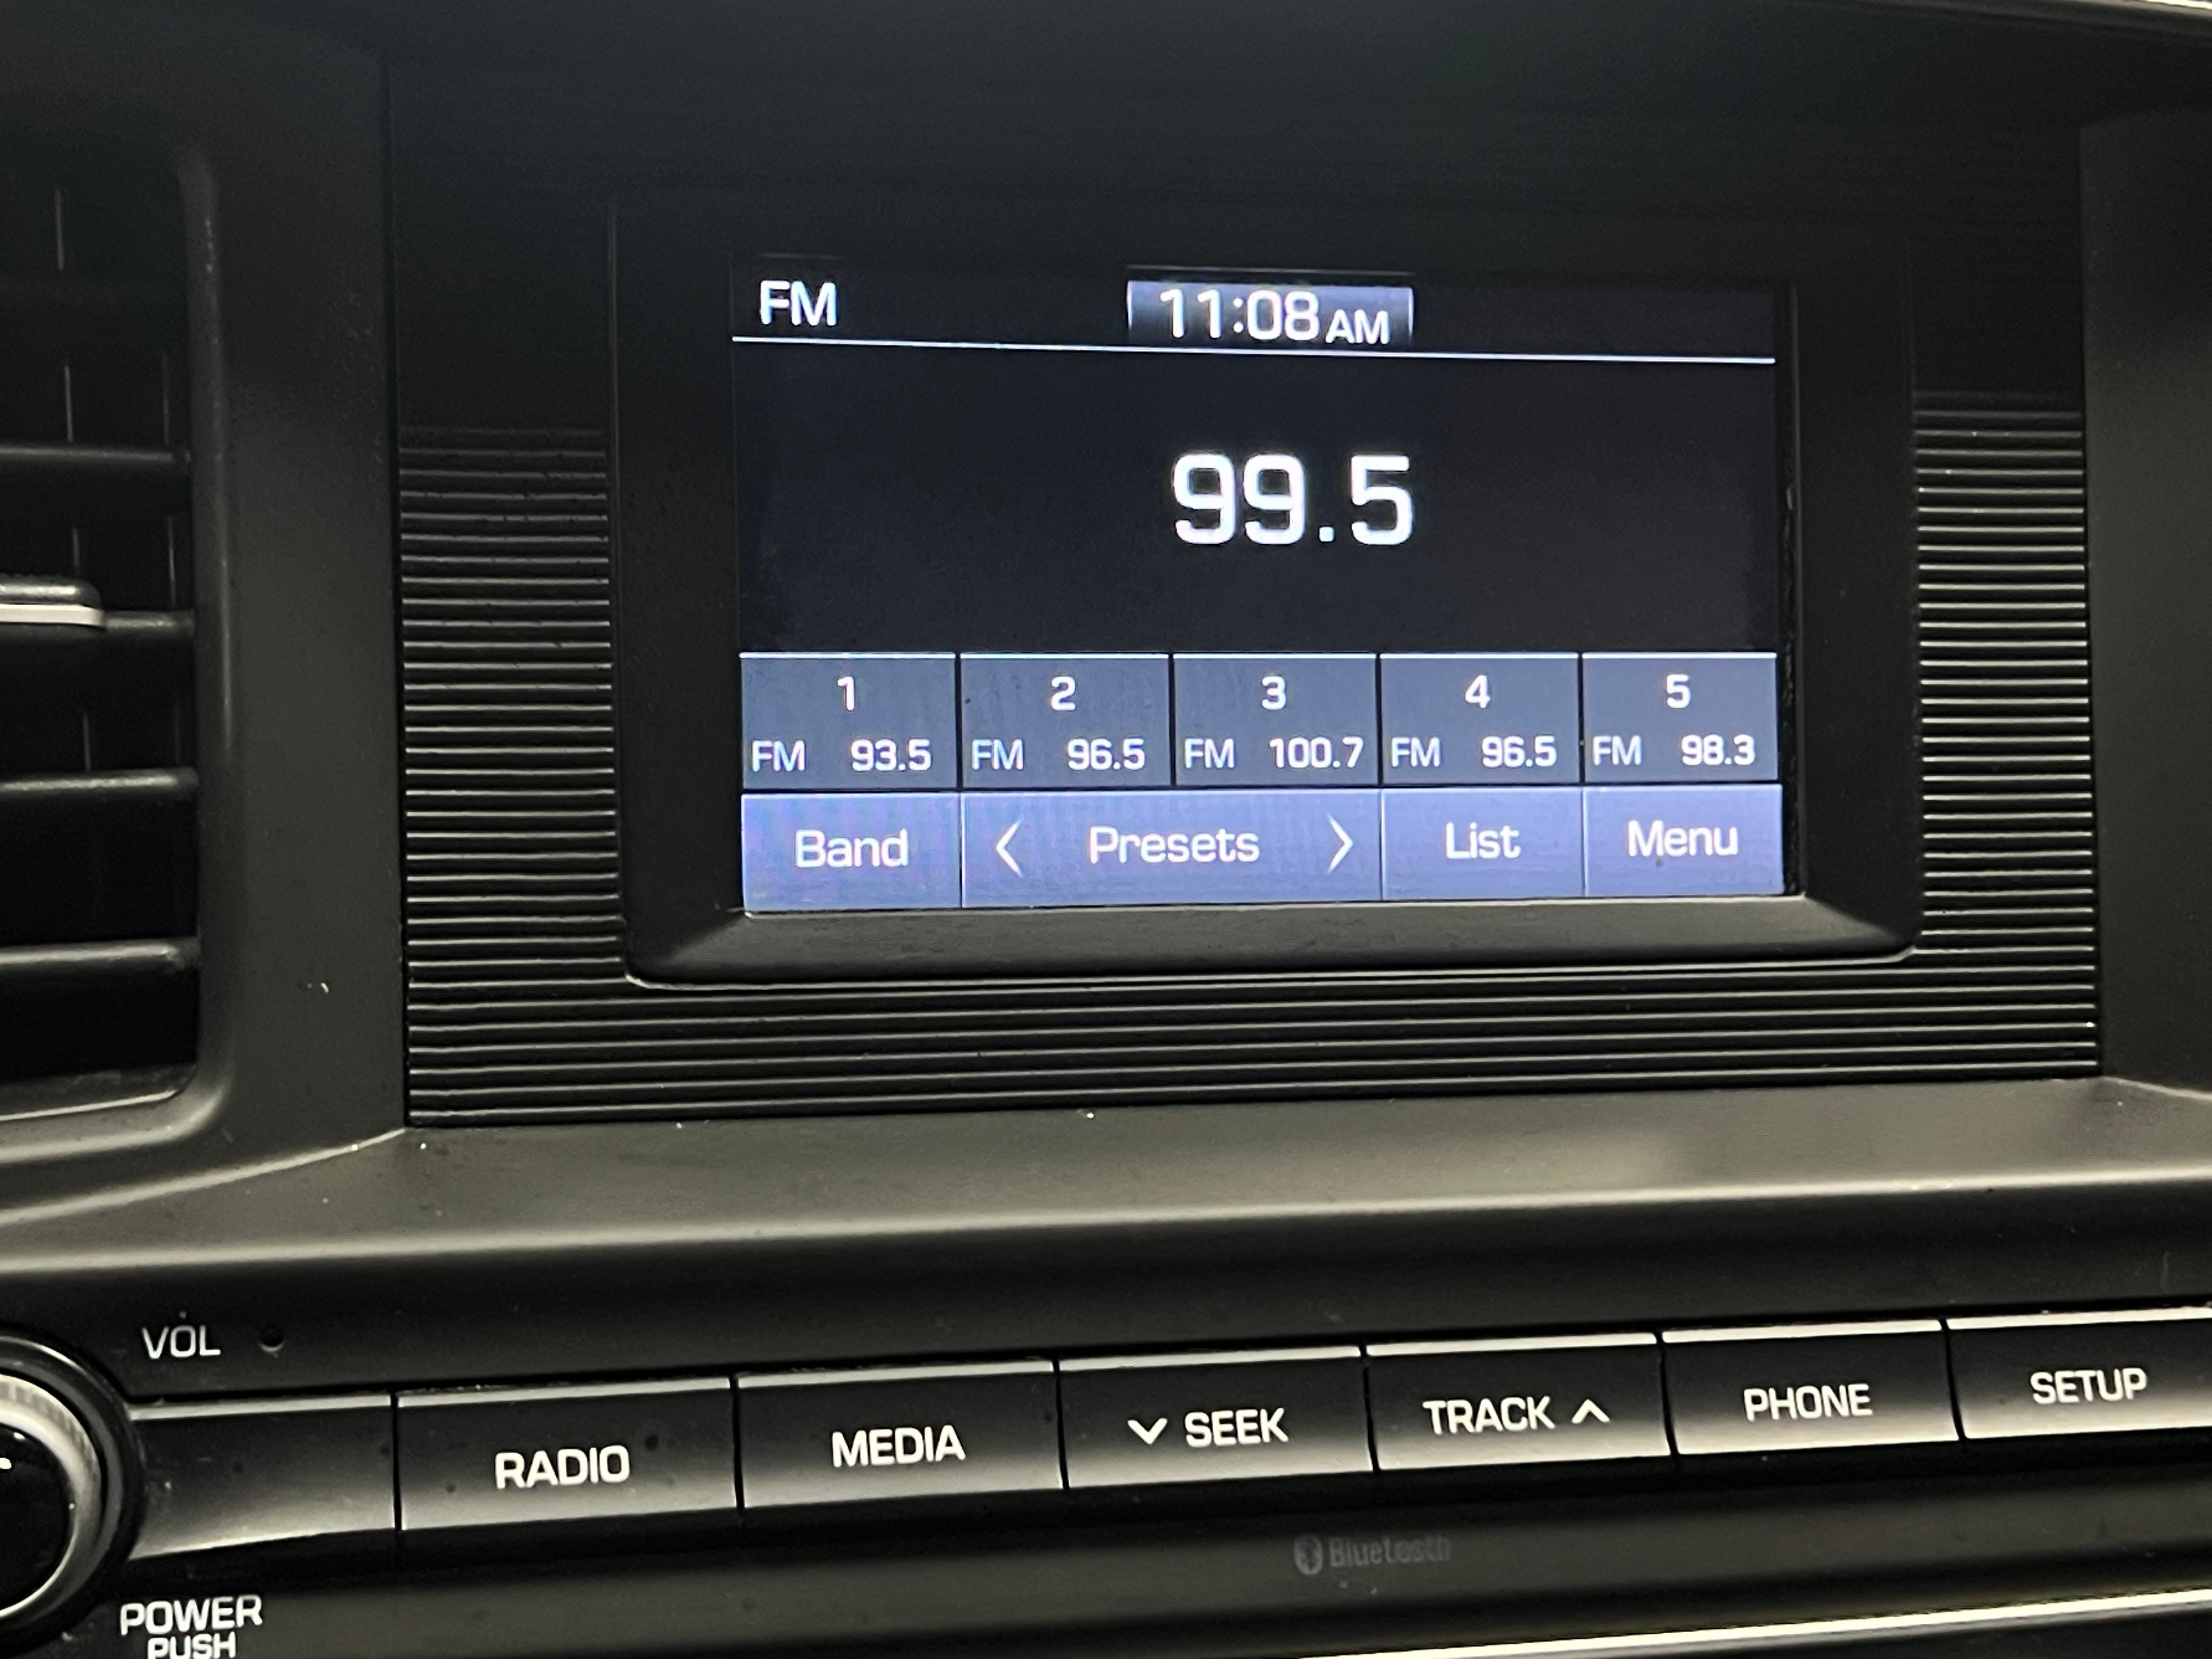 FM 11:08 AM
99.5
1 2 3 4 5
FM 93.5 FM 96.5 FM 100.7 FM 96.5 FM 98.3
Band < Presets > List Menu
VOL
RADIO MEDIA ∨ SEEK TRACK ∧ PHONE SETUP
Bluetooth
POWER
PUSH